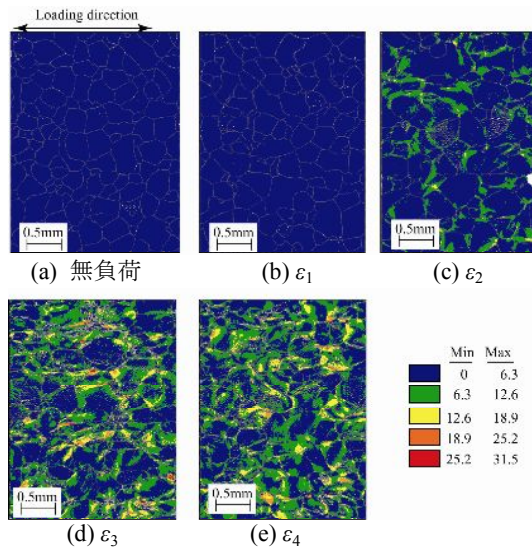 Loading direction
0.5mm
0.5mm
0.5mm
(a) 無負荷
(b) ε1
(c) ε2
0.5mm
0.5mm
(d) ε3
(e) ε4
Min Max
0 6.3
6.3 12.6
12.6 18.9
18.9 25.2
25.2 31.5